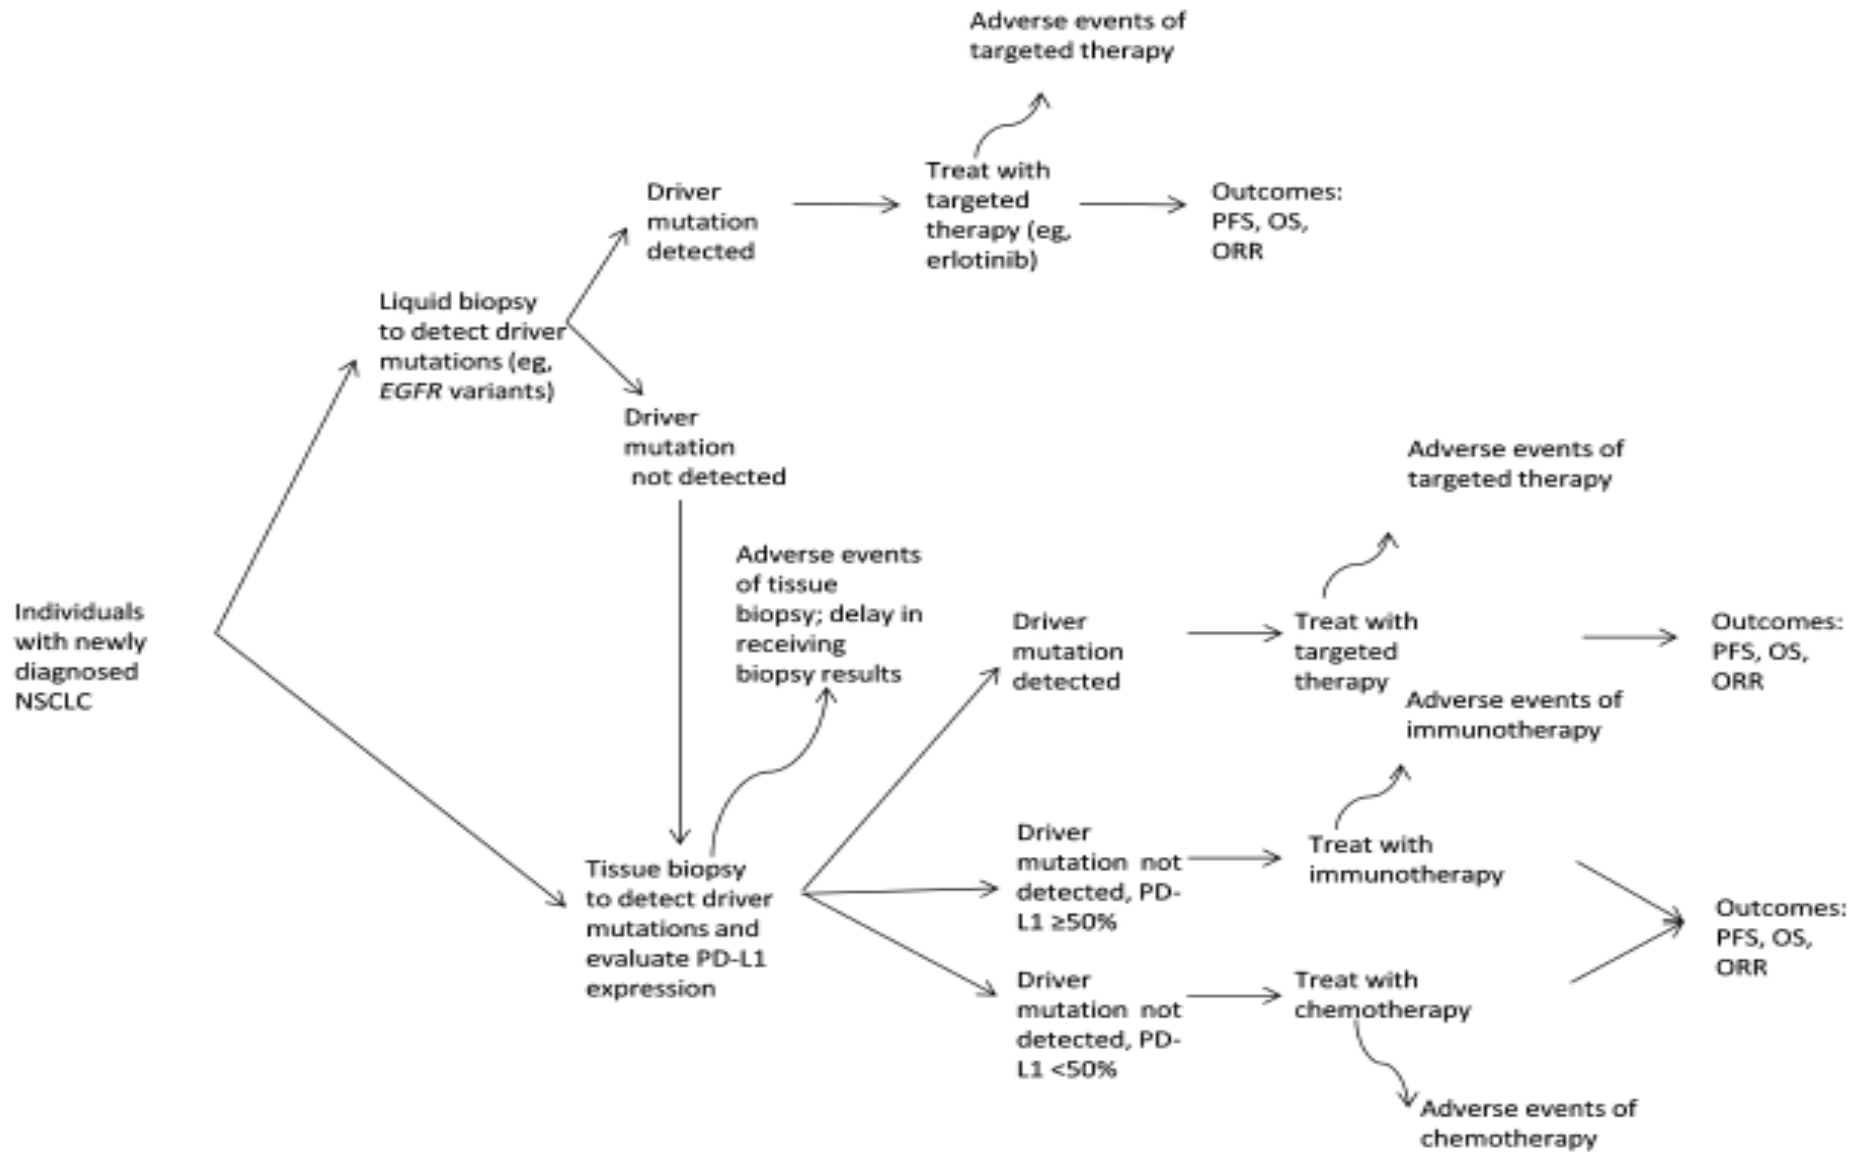 Adverse events of
targeted therapy
Treat with
targeted
therapy (eg,
erlotinib)
Driver
mutation
detected
Outcomes:
PFS, OS,
ORR
Liquid biopsy
to detect driver
mutations (eg,
EGFR variants)
Driver
mutation
not detected
Adverse events of
targeted therapy
Adverse events
of tissue
biopsy; delay in
receiving
biopsy results
Individuals
with newly
diagnosed
NSCLC
Driver
mutation
detected
Treat with
targeted
therapy
Outcomes:
PFS, OS,
ORR
Adverse events of
immunotherapy
Tissue biopsy
to detect driver
mutations and
evaluate PD-L1
expression
Driver
mutation not
detected, PD-
L1 ≥50%
Treat with
immunotherapy
Outcomes:
PFS, OS,
ORR
Driver
mutation not
detected, PD-
L1 <50%
Treat with
chemotherapy
Adverse events of
chemotherapy